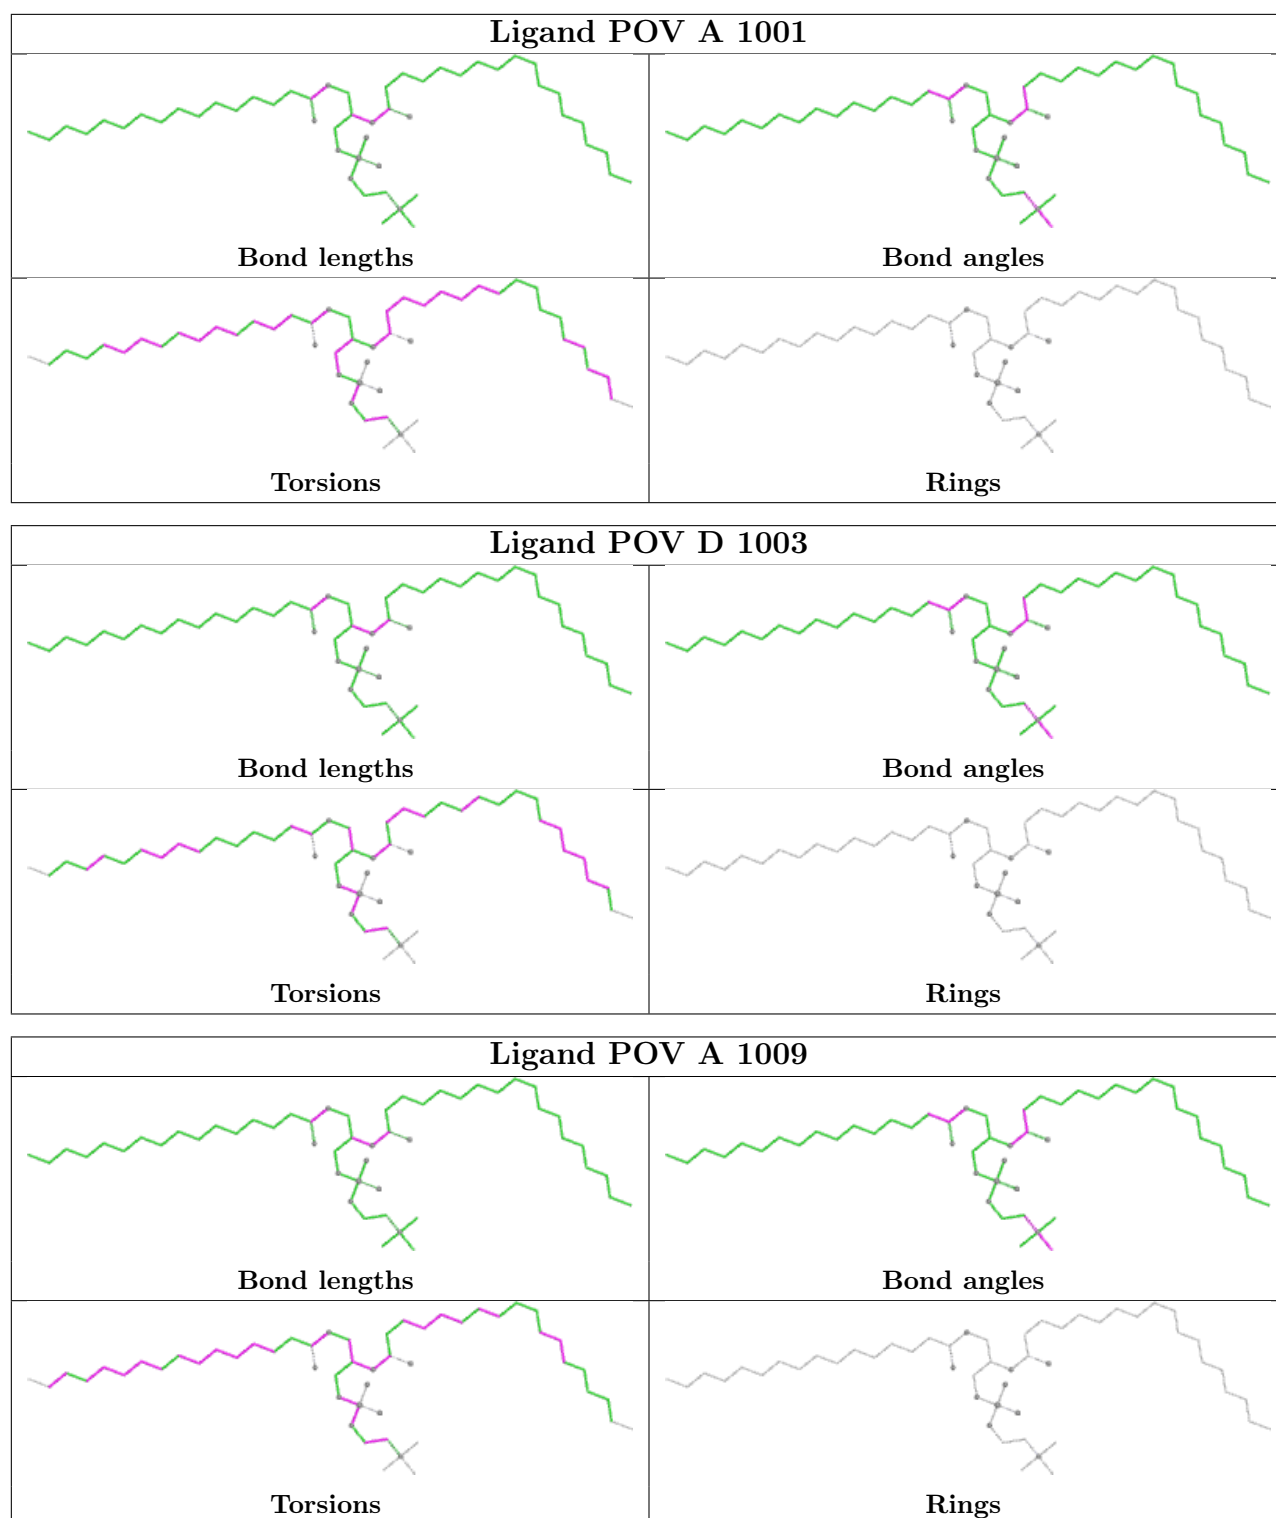 Ligand POV A 1001
Bond lengths
Bond angles
Torsions
Rings
Ligand POV D 1003
Bond lengths
Bond angles
Torsions
Rings
Ligand POV A 1009
Bond lengths
Bond angles
Torsions
Rings